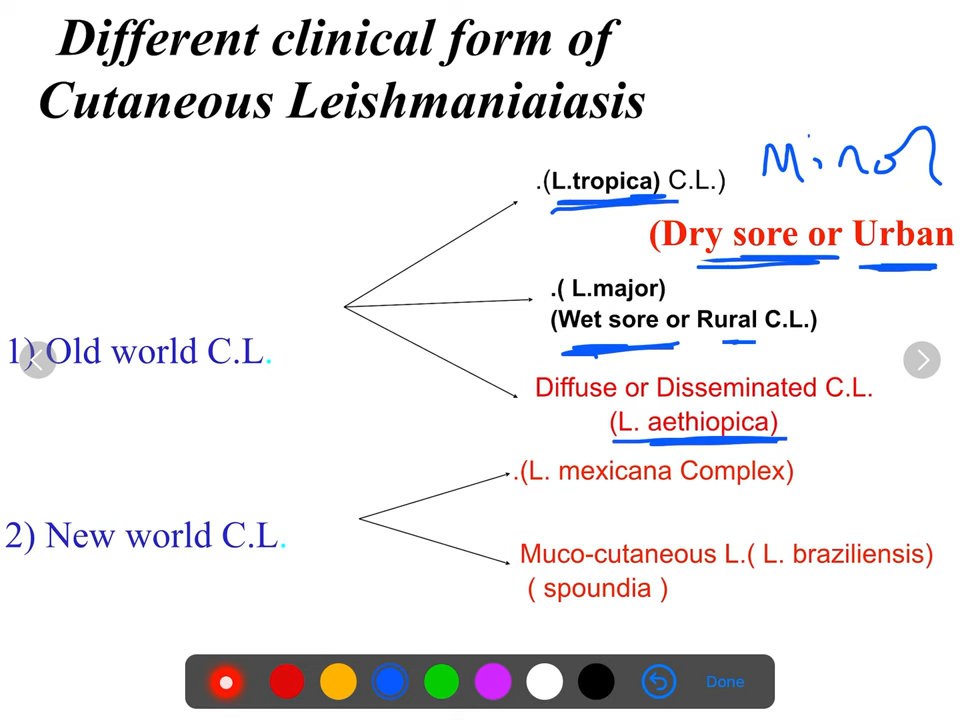 Different clinical form of
Cutaneous Leishmaniaiasis
.(L.tropica) C.L.)
Minor
(Dry sore or Urban
.( L.major)
(Wet sore or Rural C.L.)
1) Old world C.L.
Diffuse or Disseminated C.L.
(L. aethiopica)
.(L. mexicana Complex)
2) New world C.L.
Muco-cutaneous L.( L. braziliensis)
( spoundia )
Done